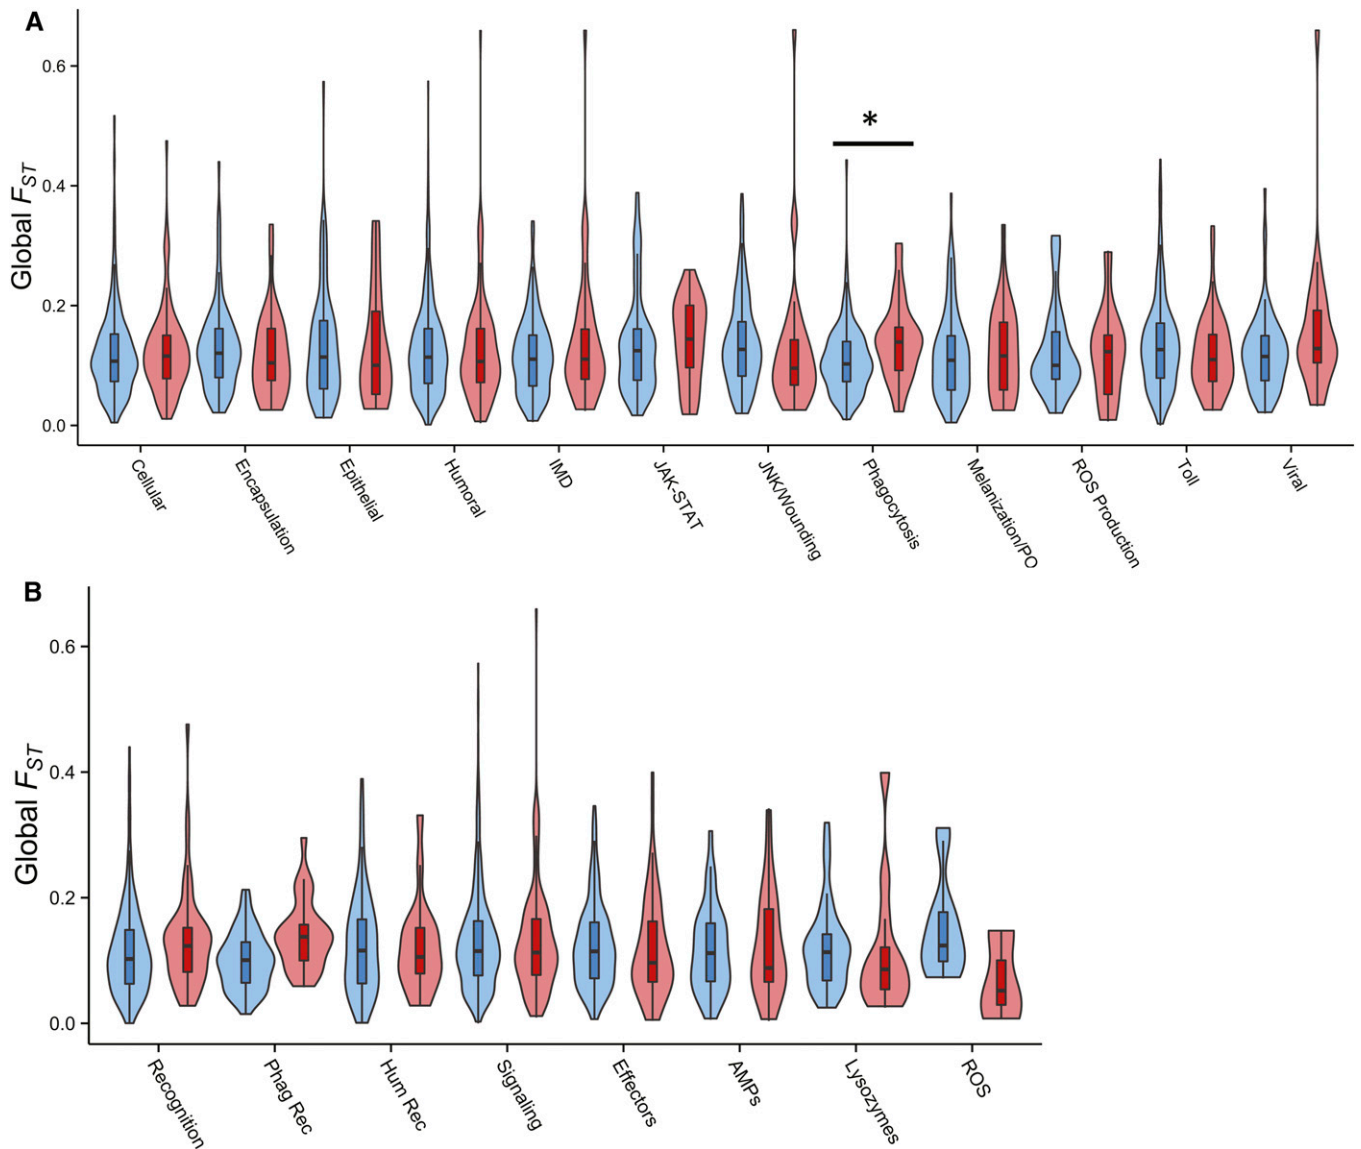 A
Global F_ST
0.6
0.4
0.2
0.0
*
Cellular
Encapsulation
Epithelial
Humoral
IMD
JAK-STAT
JNK/Wounding
Phagocytosis
Melanization/PO
ROS Production
Toll
Viral
B
Global F_ST
0.6
0.4
0.2
0.0
Recognition
Phag Rec
Hum Rec
Signaling
Effectors
AMPs
Lysozymes
ROS